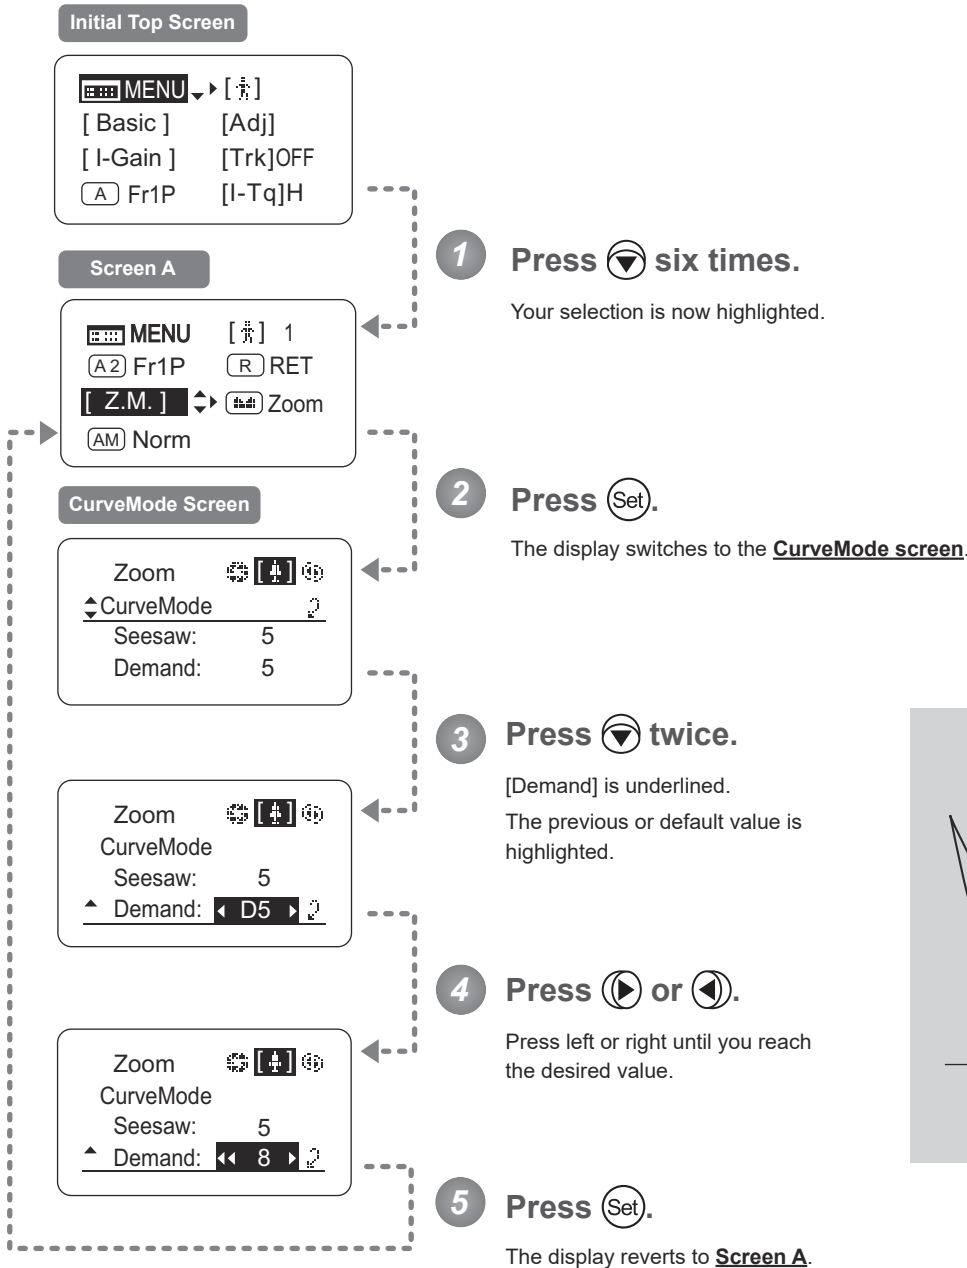 Initial Top Screen
MENU [ ]
[ Basic ] [Adj]
[ I-Gain ] [Trk]OFF
A Fr1P [I-Tq]H
1 Press six times.
Your selection is now highlighted.
Screen A
MENU [ ] 1
A2 Fr1P R RET
[ Z.M. ] Zoom
AM Norm
2 Press Set.
The display switches to the CurveMode screen.
CurveMode Screen
Zoom [ ]
CurveMode
Seesaw: 5
Demand: 5
3 Press twice.
[Demand] is underlined.
The previous or default value is
highlighted.
Zoom [ ]
CurveMode
Seesaw: 5
Demand: D5
4 Press or .
Press left or right until you reach
the desired value.
Zoom [ ]
CurveMode
Seesaw: 5
Demand: 8
5 Press Set.
The display reverts to Screen A.